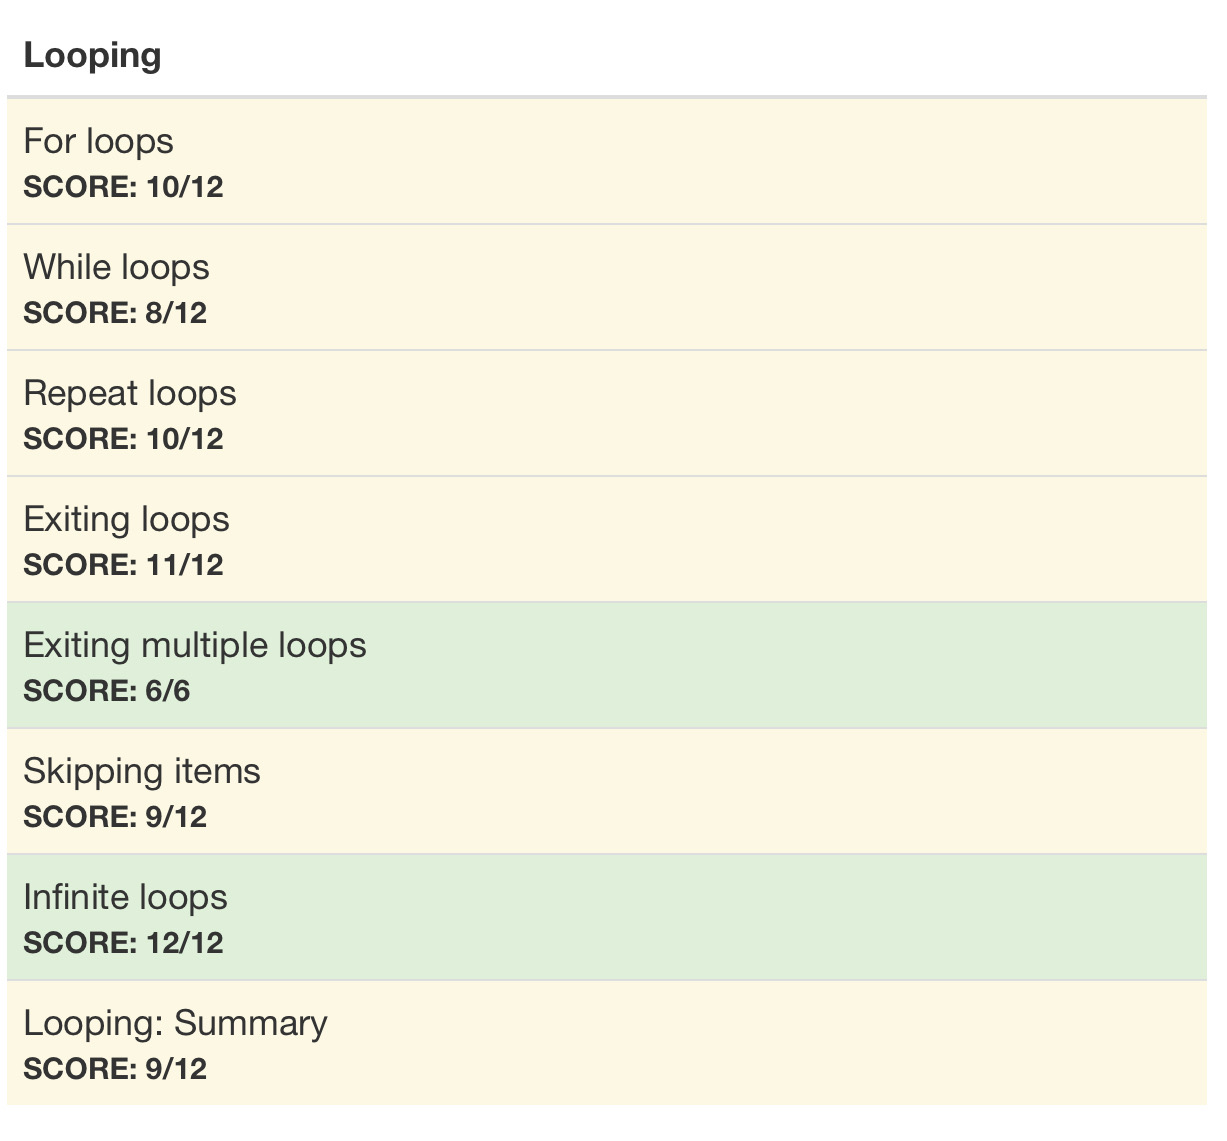 Looping
For loops
SCORE: 10/12
While loops
SCORE: 8/12
Repeat loops
SCORE: 10/12
Exiting loops
SCORE: 11/12
Exiting multiple loops
SCORE: 6/6
Skipping items
SCORE: 9/12
Infinite loops
SCORE: 12/12
Looping: Summary
SCORE: 9/12